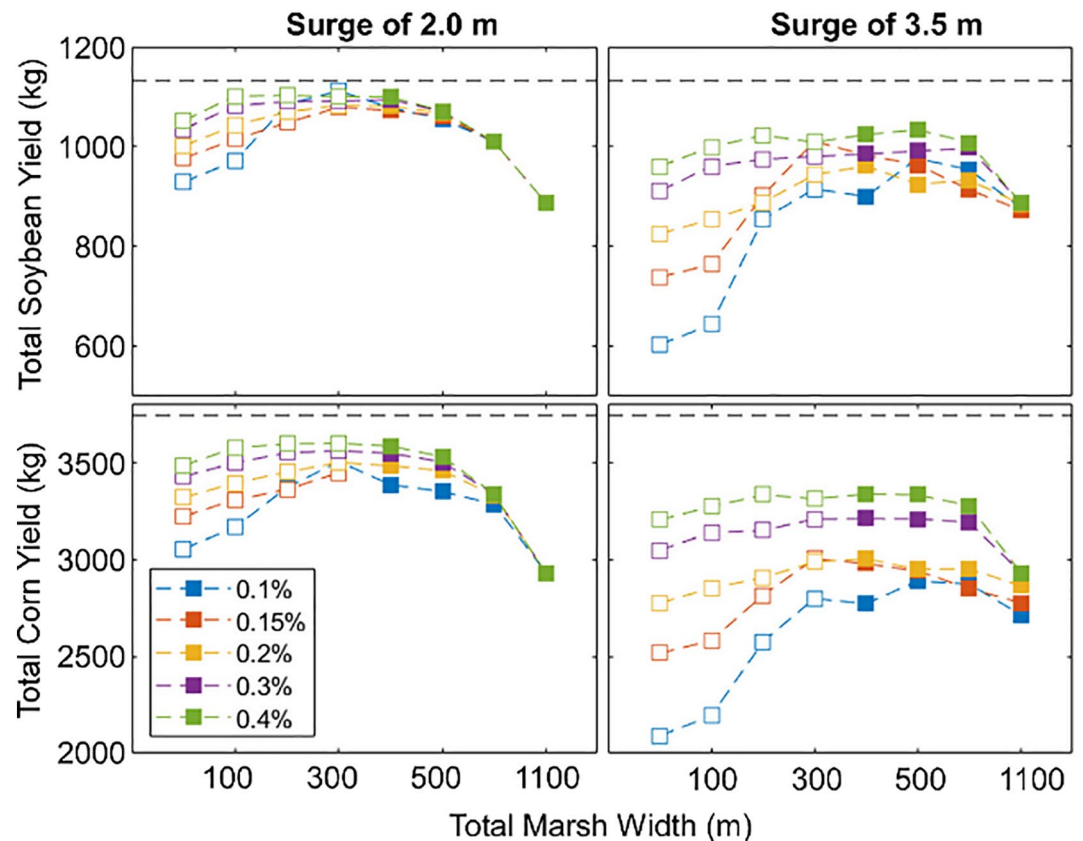 Surge of 2.0 m
Surge of 3.5 m
Total Soybean Yield (kg)
1200
1000
800
600
Total Corn Yield (kg)
3500
3000
2500
2000
0.1%
0.15%
0.2%
0.3%
0.4%
100 300 500 1100
100 300 500 1100
Total Marsh Width (m)